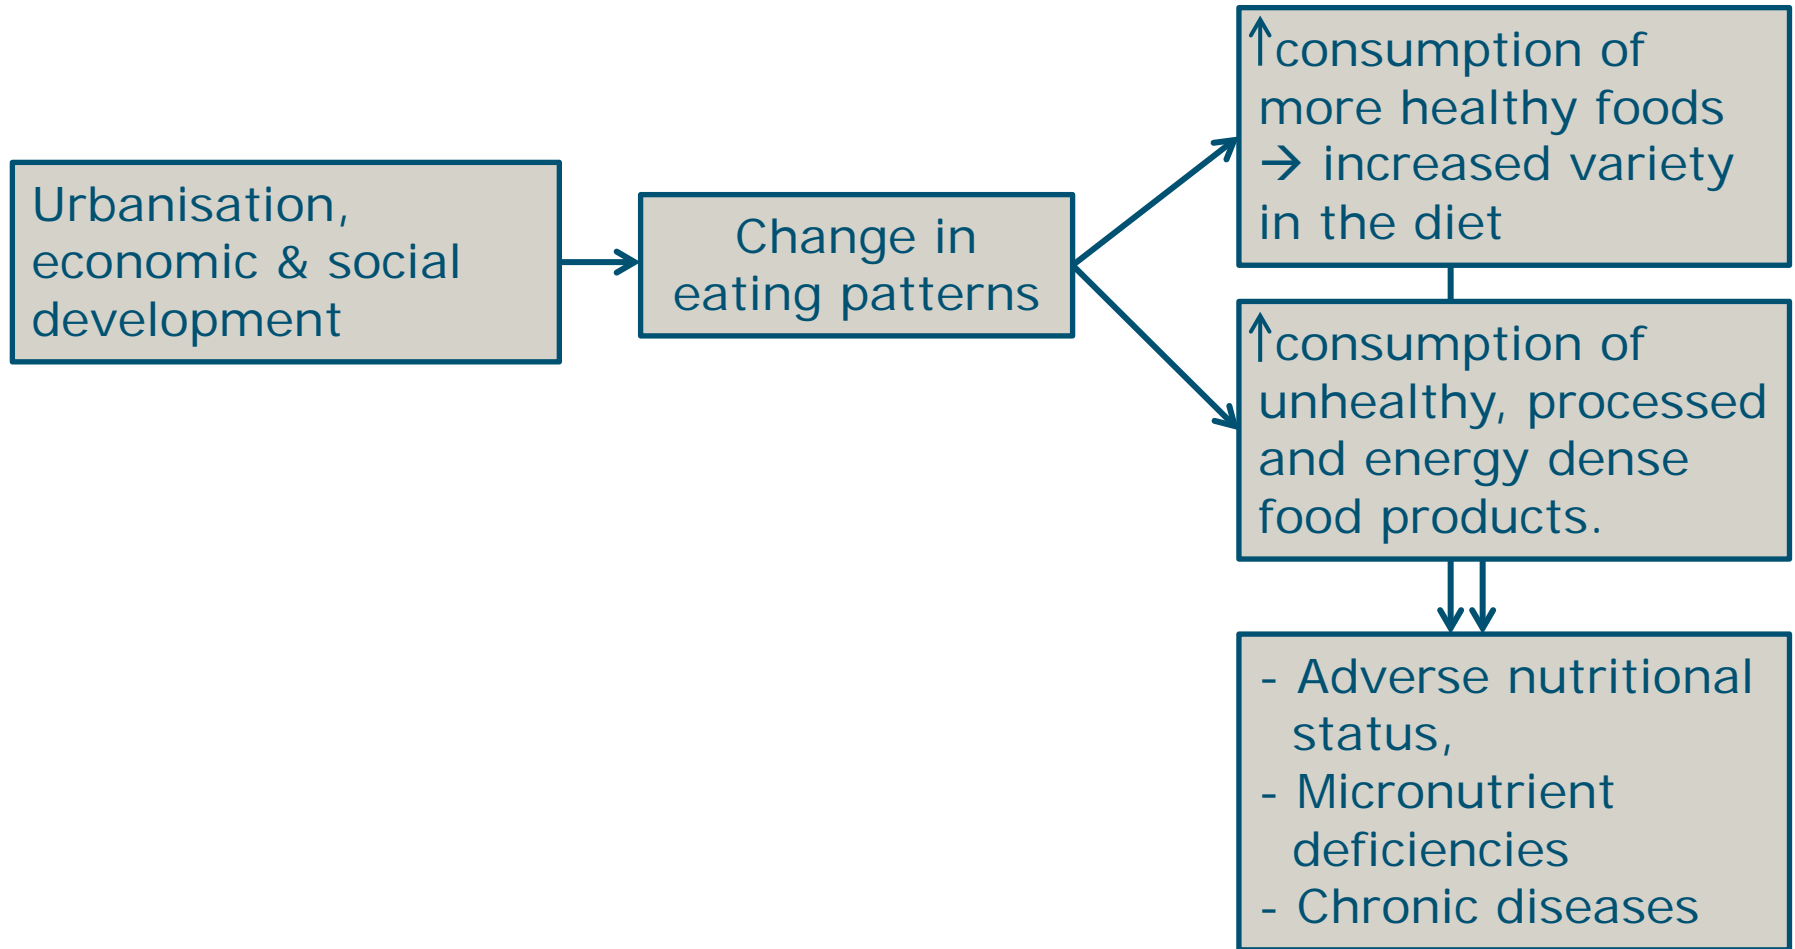 Urbanisation,
economic & social
development
Change in
eating patterns
↑consumption of
more healthy foods
→ increased variety
in the diet
↑consumption of
unhealthy, processed
and energy dense
food products.
- Adverse nutritional
status,
- Micronutrient
deficiencies
- Chronic diseases